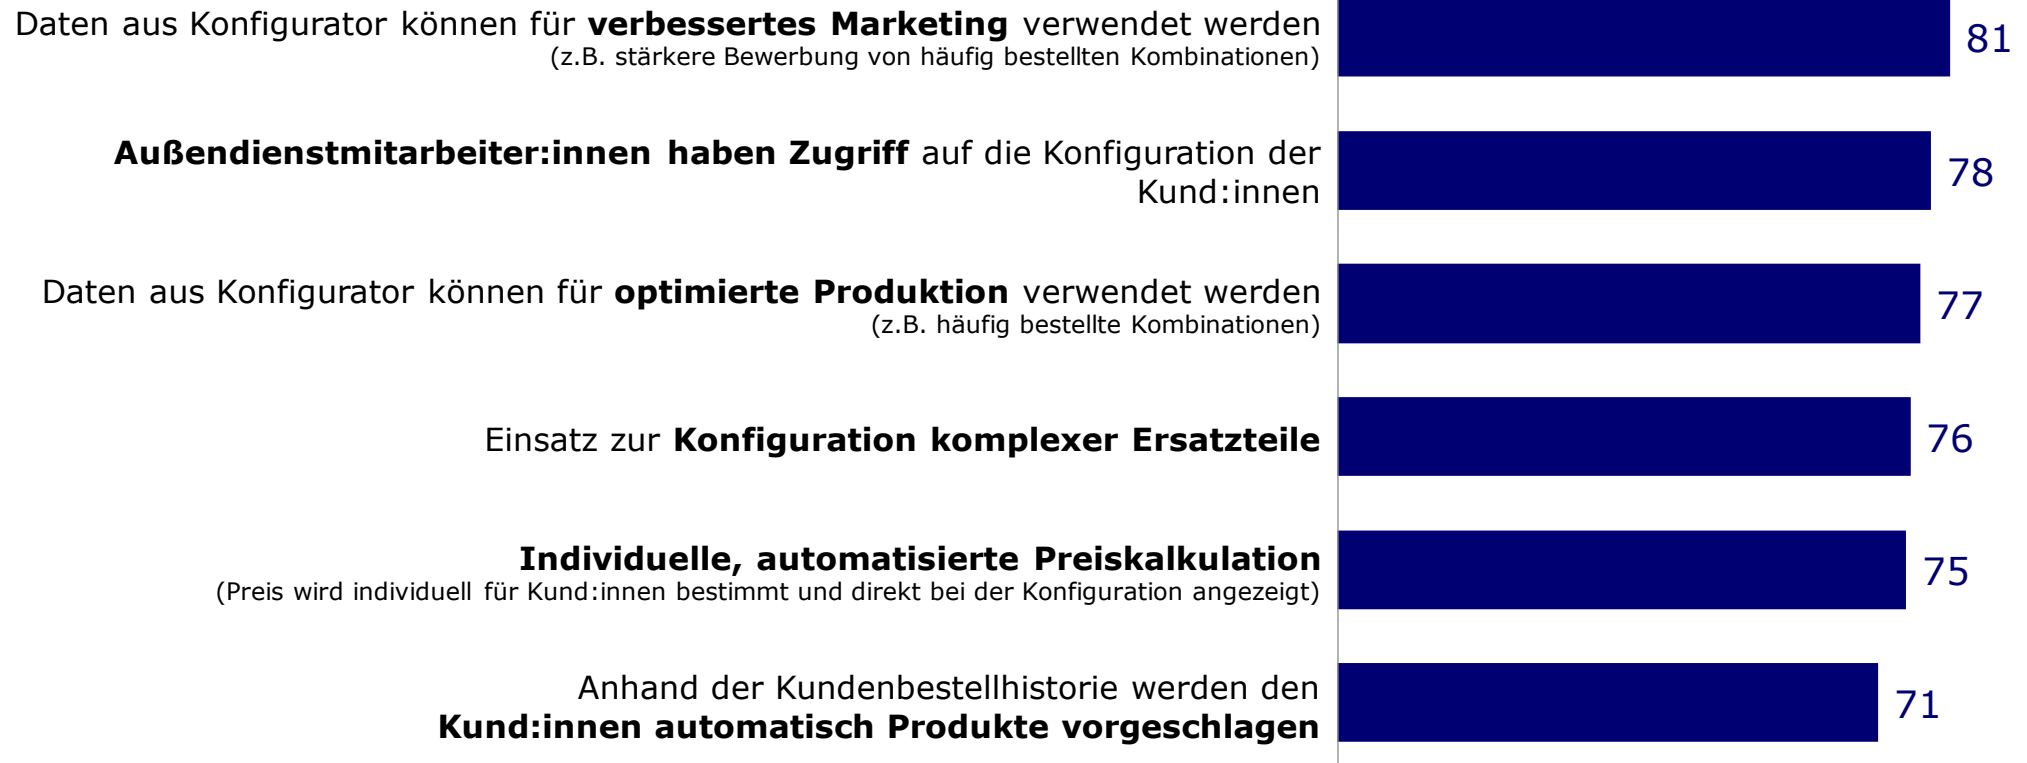 Daten aus Konfigurator können für verbessertes Marketing verwendet werden
(z.B. stärkere Bewerbung von häufig bestellten Kombinationen)
81
Außendienstmitarbeiter:innen haben Zugriff auf die Konfiguration der
Kund:innen
78
Daten aus Konfigurator können für optimierte Produktion verwendet werden
(z.B. häufig bestellte Kombinationen)
77
Einsatz zur Konfiguration komplexer Ersatzteile
76
Individuelle, automatisierte Preiskalkulation
(Preis wird individuell für Kund:innen bestimmt und direkt bei der Konfiguration angezeigt)
75
Anhand der Kundenbestellhistorie werden den
Kund:innen automatisch Produkte vorgeschlagen
71